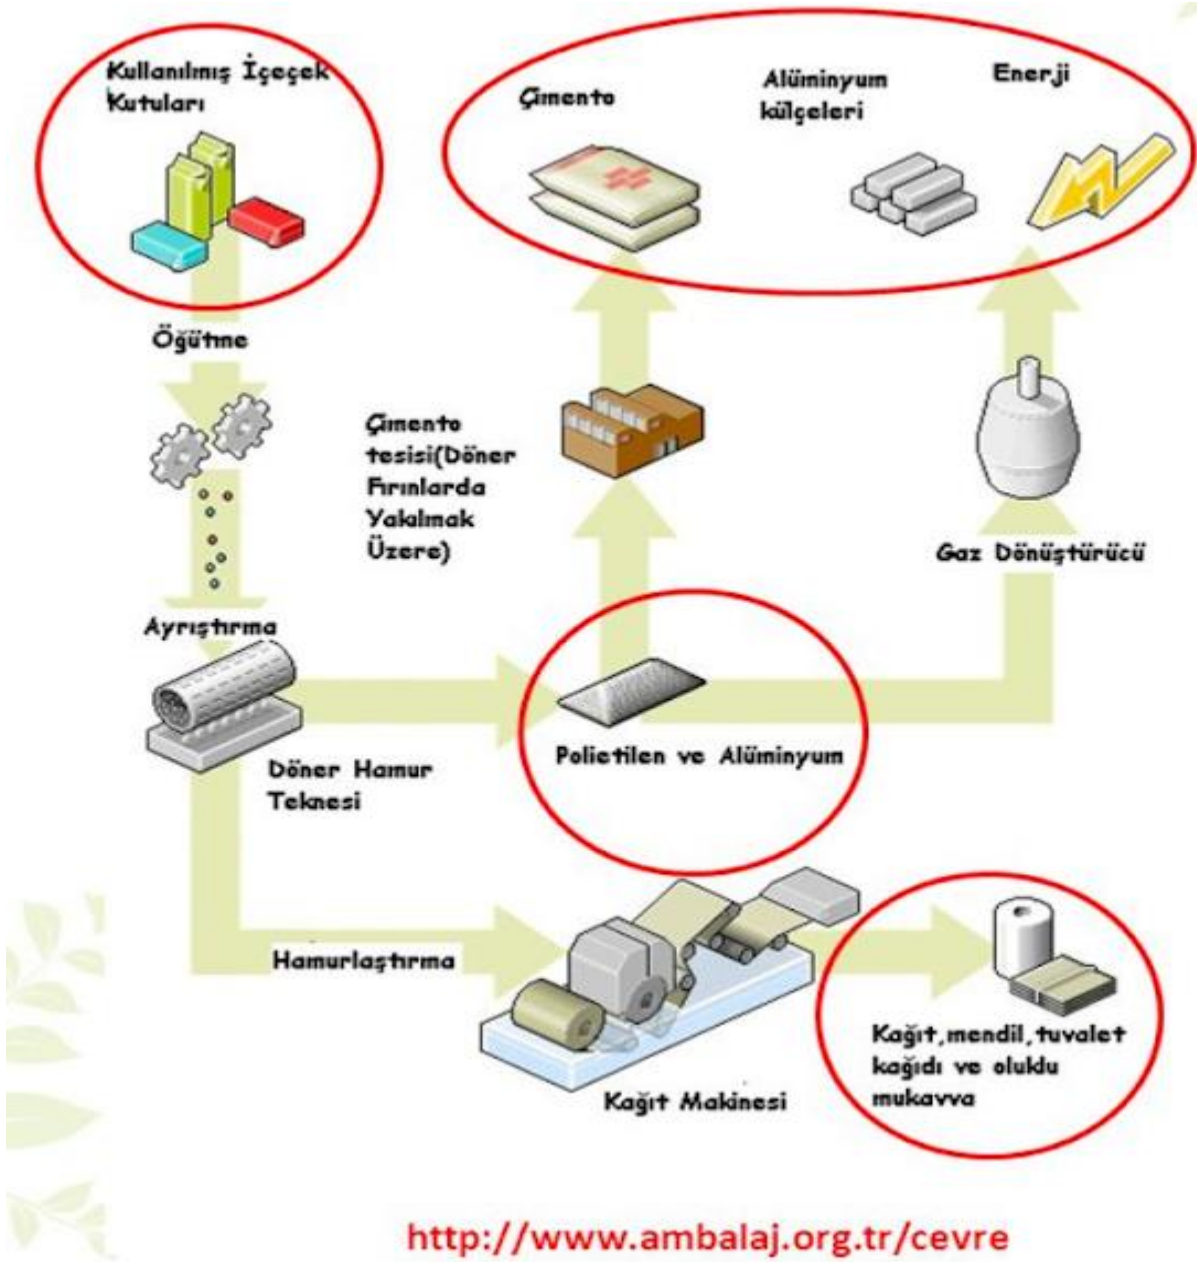 Kullanılmış İçeçek
Kutuları
Çimento
Alüminyum
külçeleri
Enerji
Öğütme
Çimento
tesisi(Döner
Fırınlarda
Yakılmak
Üzere)
Gaz Dönüştürücü
Ayrıştırma
Döner Hamur
Teknesi
Polietilen ve Alüminyum
Hamurlaştırma
Kağıt Makinesi
Kağıt,mendil,tuvalet
kağıdı ve oluklu
mukavva
http://www.ambalaj.org.tr/cevre